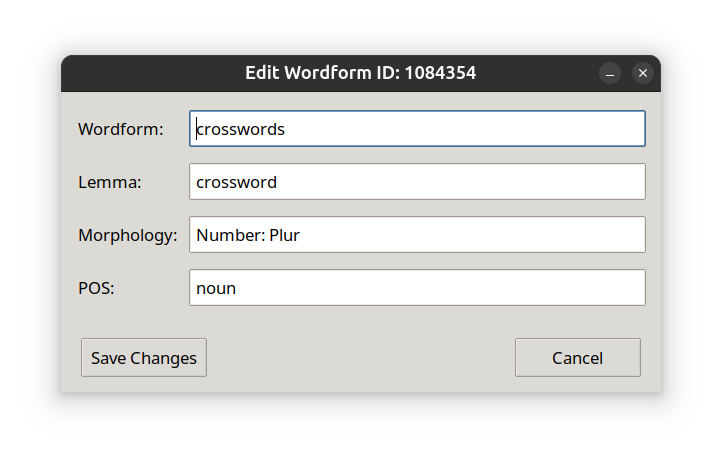 Edit Wordform ID: 1084354
Wordform: crosswords
Lemma: crossword
Morphology: Number: Plur
POS: noun
Save Changes Cancel